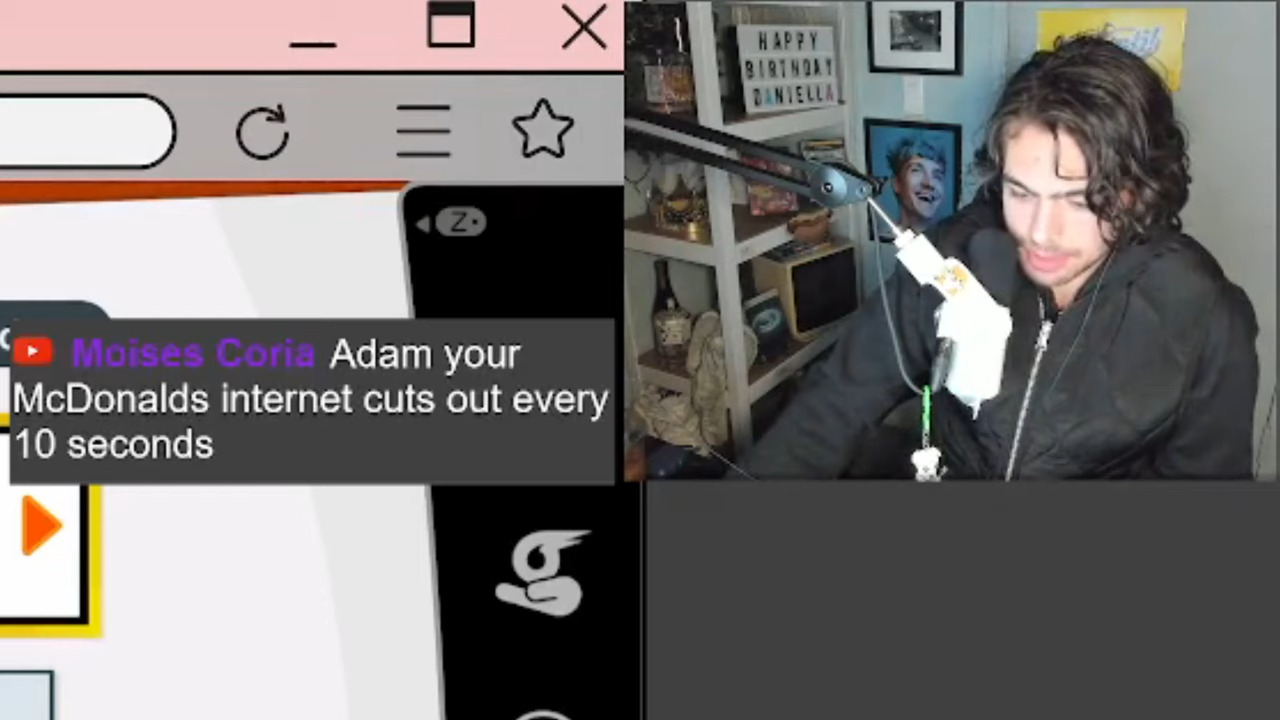 HAPPY
BIRTHDAY
DANIELLA
Z
Moises Coria Adam your
McDonalds internet cuts out every
10 seconds